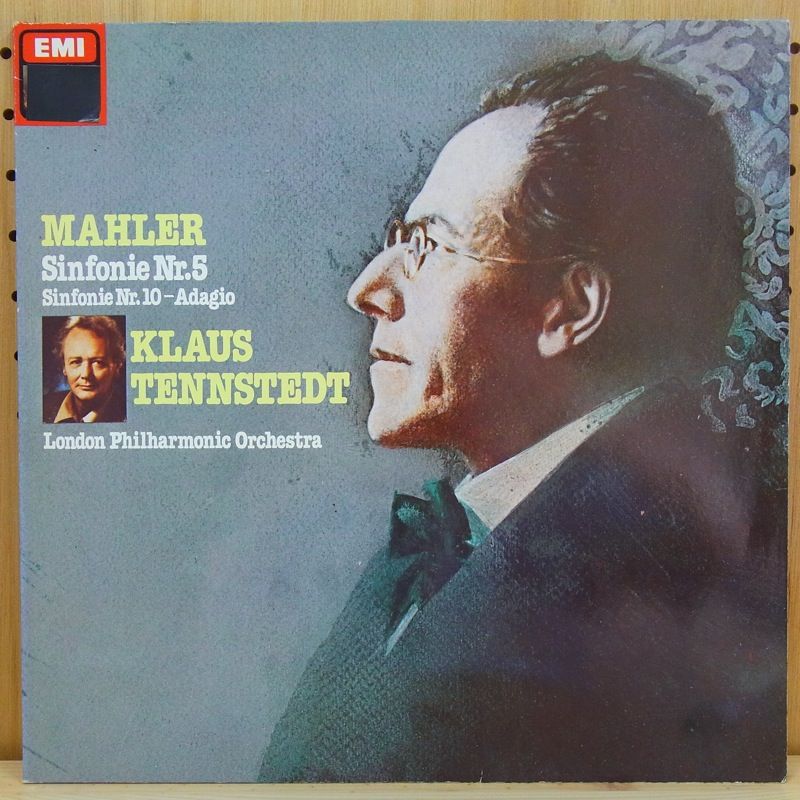 EMI
MAHLER
Sinfonie Nr.5
Sinfonie Nr. 10 – Adagio
KLAUS
TENNSTEDT
London Philharmonic Orchestra